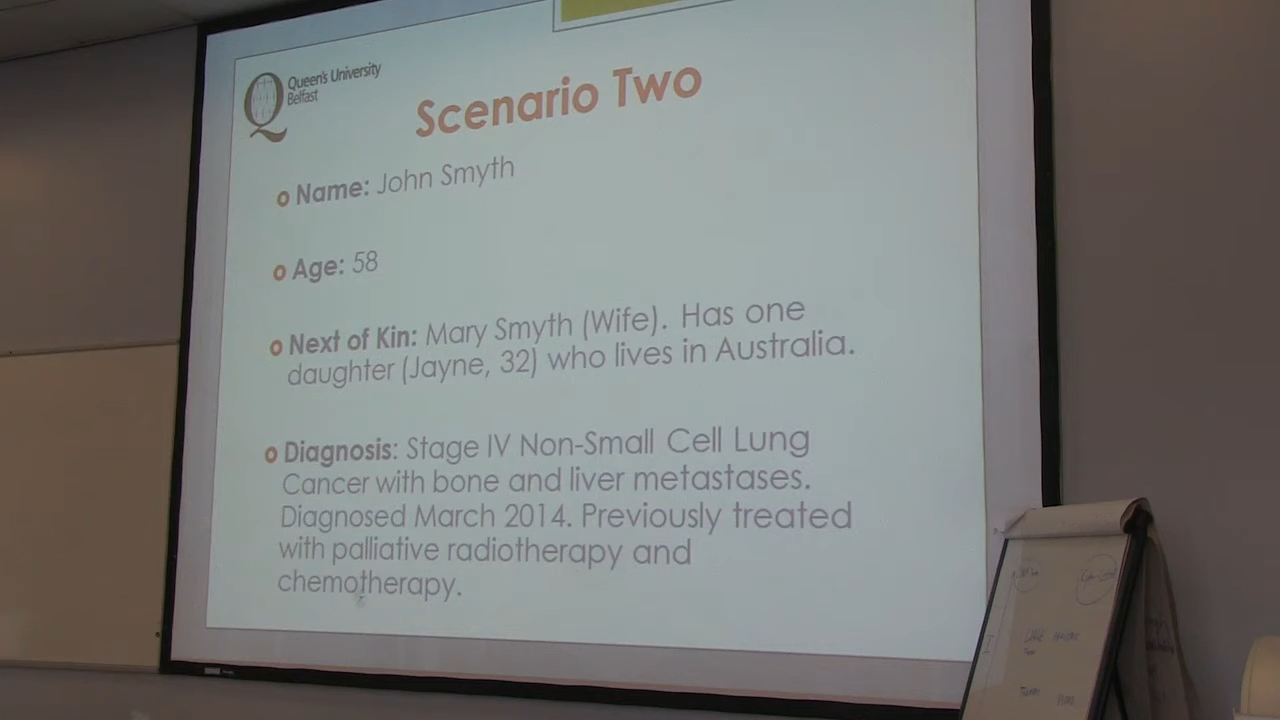 Queen's University
Belfast
Scenario Two
Name: John Smyth
Age: 58
Next of Kin: Mary Smyth (Wife). Has one
daughter (Jayne, 32) who lives in Australia.
Diagnosis: Stage IV Non-Small Cell Lung
Cancer with bone and liver metastases.
Diagnosed March 2014. Previously treated
with palliative radiotherapy and
chemotherapy.